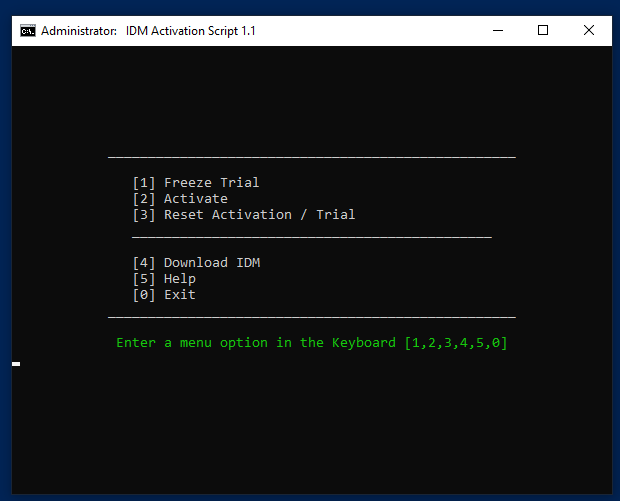 Administrator: IDM Activation Script 1.1
[1] Freeze Trial
[2] Activate
[3] Reset Activation / Trial
[4] Download IDM
[5] Help
[0] Exit
Enter a menu option in the Keyboard [1,2,3,4,5,0]